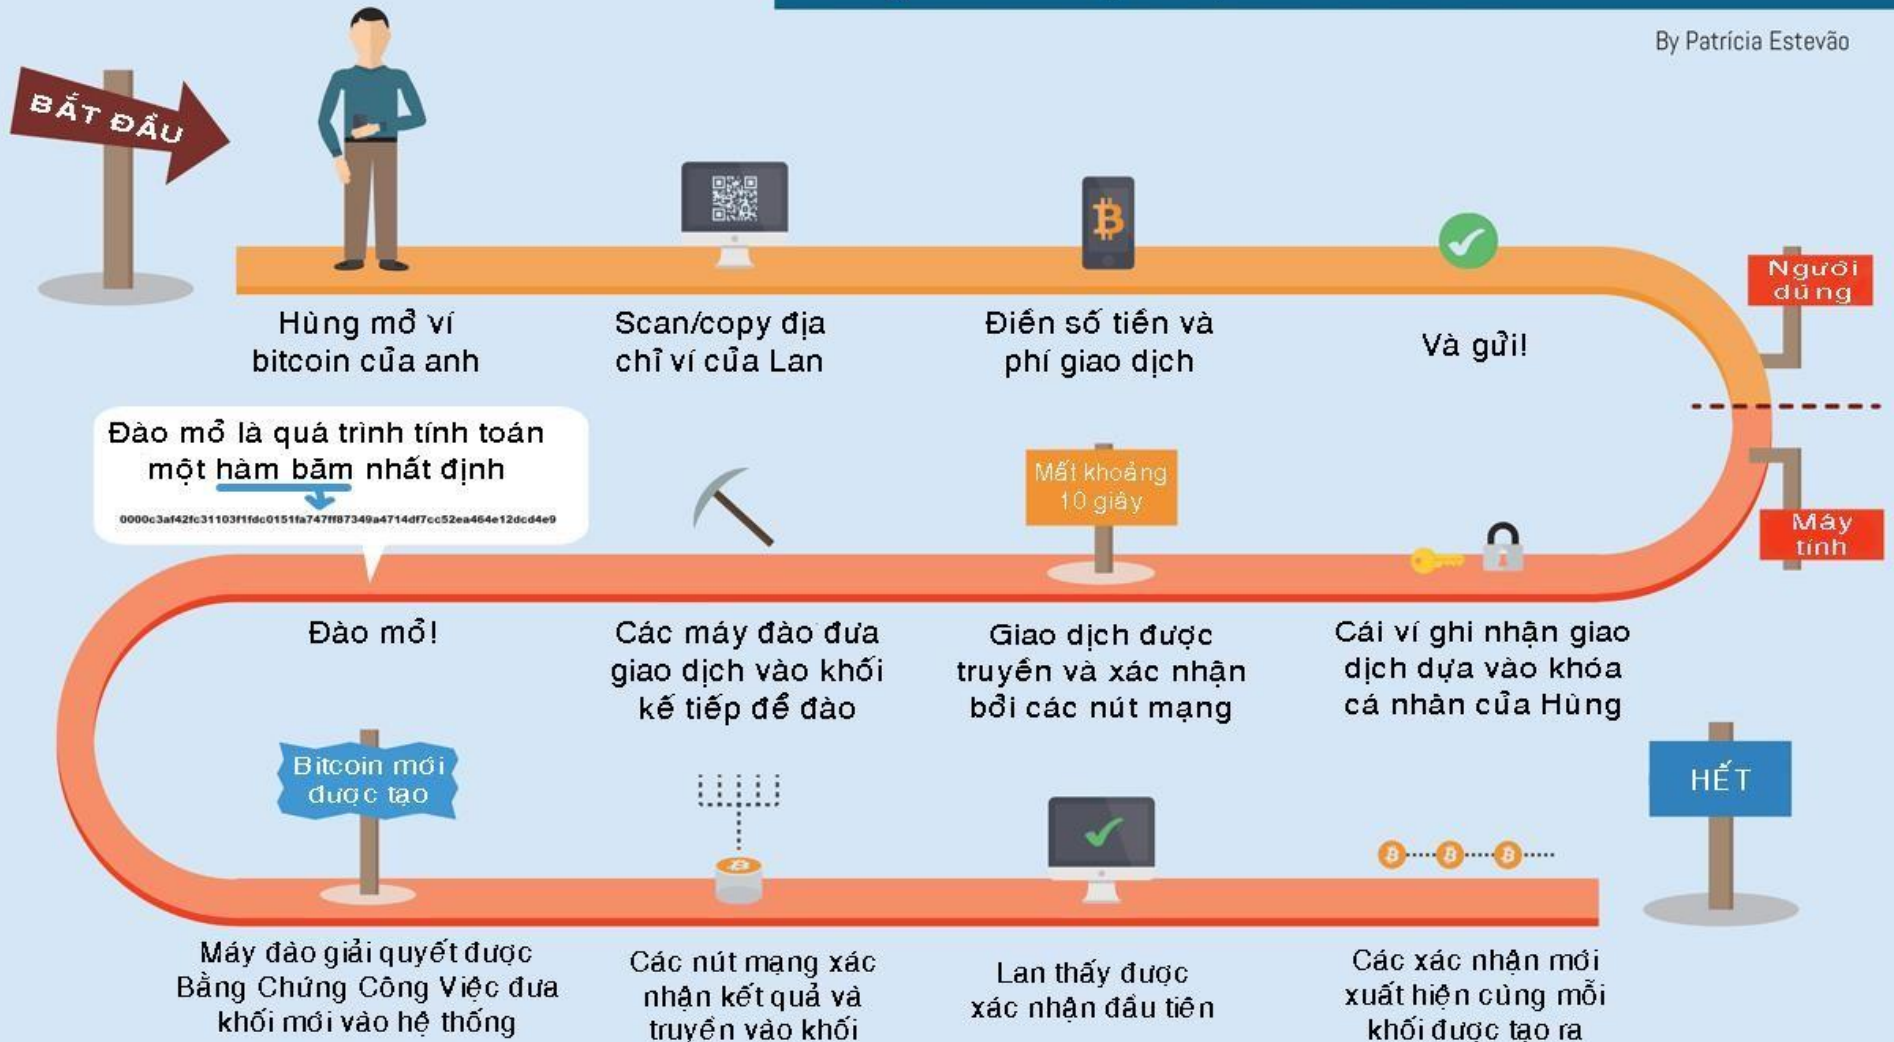 By Patrícia Estevão
BẮT ĐẦU
Hùng mở ví
bitcoin của anh
Scan/copy địa
chỉ ví của Lan
Điền số tiền và
phí giao dịch
Và gửi!
Người
dùng
Máy
tính
Cái ví ghi nhận giao
dịch dựa vào khóa
cá nhân của Hùng
Mất khoảng
10 giây
Giao dịch được
truyền và xác nhận
bởi các nút mạng
Các máy đào đưa
giao dịch vào khối
kế tiếp để đào
Đào mỏ là quá trình tính toán
một hàm băm nhất định
0000c3af42fc31103f1fdc0151fa747ff87349a4714df7cc52ea464e12dcd4e9
Đào mỏ!
Bitcoin mới
được tạo
Máy đào giải quyết được
Bằng Chứng Công Việc đưa
khối mới vào hệ thống
Các nút mạng xác
nhận kết quả và
truyền vào khối
Lan thấy được
xác nhận đầu tiên
Các xác nhận mới
xuất hiện cùng mỗi
khối được tạo ra
HẾT